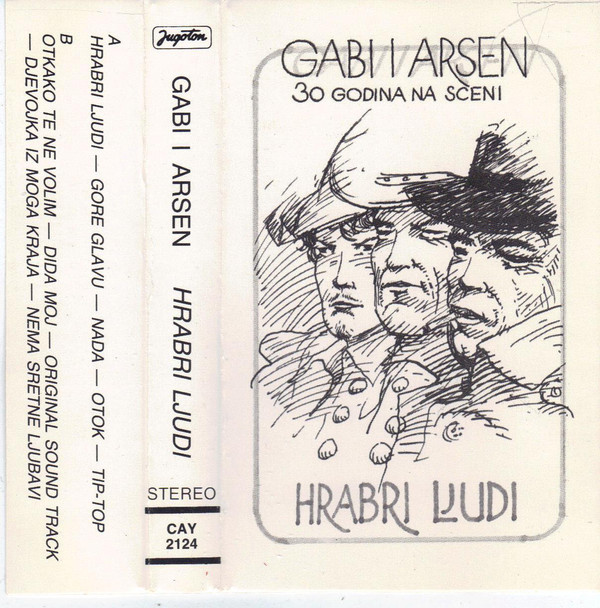 A
HRABRI LJUDI — GORE GLAVU — NADA — OTOK — TIP-TOP
B
OTKAKO TE NE VOLIM — DIDA MOJ — ORIGINAL SOUND TRACK
— DJEVOJKA IZ MOGA KRAJA — NEMA SRETNE LJUBAVI
Jugoton
GABI I ARSEN HRABRI LJUDI
STEREO
CAY
2124
GABI I ARSEN
30 GODINA NA SCENI
HRABRI LJUDI